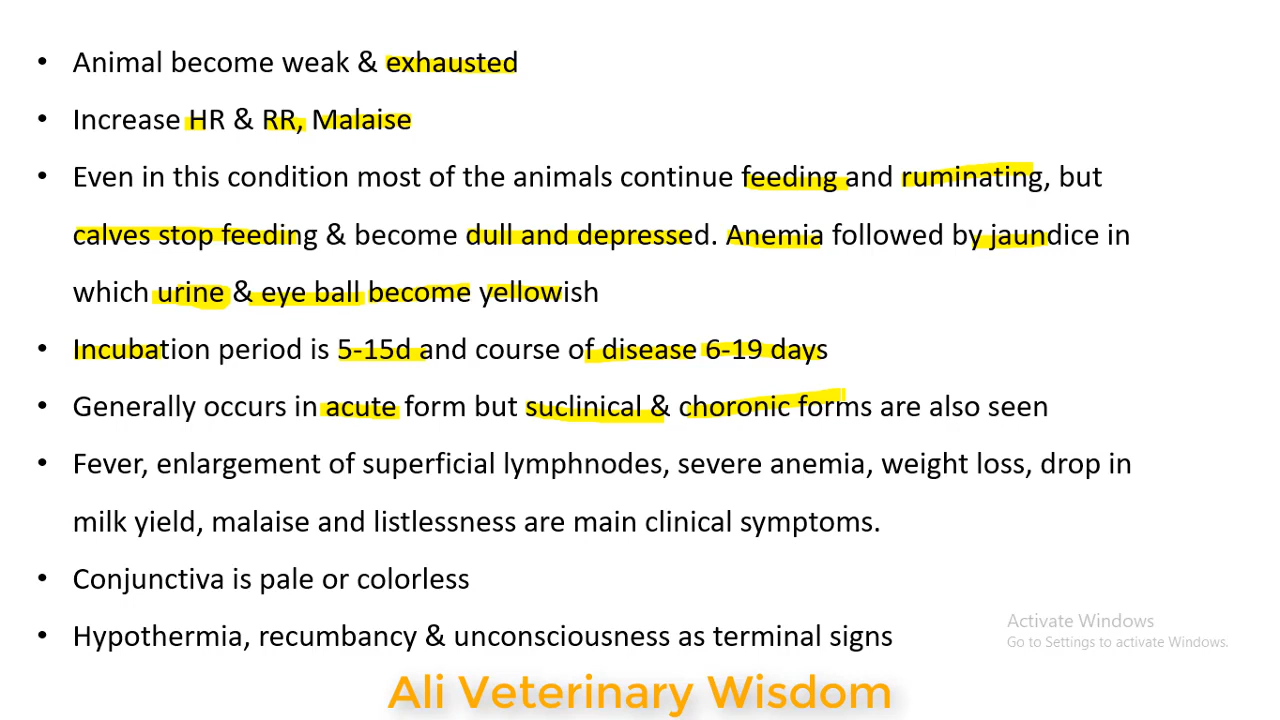 • Animal become weak & exhausted
• Increase HR & RR, Malaise
• Even in this condition most of the animals continue feeding and ruminating, but
calves stop feeding & become dull and depressed. Anemia followed by jaundice in
which urine & eye ball become yellowish
• Incubation period is 5-15d and course of disease 6-19 days
• Generally occurs in acute form but suclinical & choronic forms are also seen
• Fever, enlargement of superficial lymphnodes, severe anemia, weight loss, drop in
milk yield, malaise and listlessness are main clinical symptoms.
• Conjunctiva is pale or colorless
• Hypothermia, recumbancy & unconsciousness as terminal signs
Activate Windows
Go to Settings to activate Windows.
Ali Veterinary Wisdom